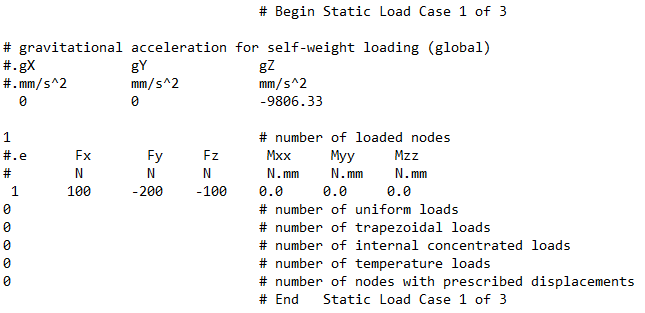 # Begin Static Load Case 1 of 3
# gravitational acceleration for self-weight loading (global)
#.gX gY gZ
#.mm/s^2 mm/s^2 mm/s^2
0 0 -9806.33
1 # number of loaded nodes
#.e Fx Fy Fz Mxx Myy Mzz
# N N N N.mm N.mm N.mm
1 100 -200 -100 0.0 0.0 0.0
0 # number of uniform loads
0 # number of trapezoidal loads
0 # number of internal concentrated loads
0 # number of temperature loads
0 # number of nodes with prescribed displacements
# End Static Load Case 1 of 3